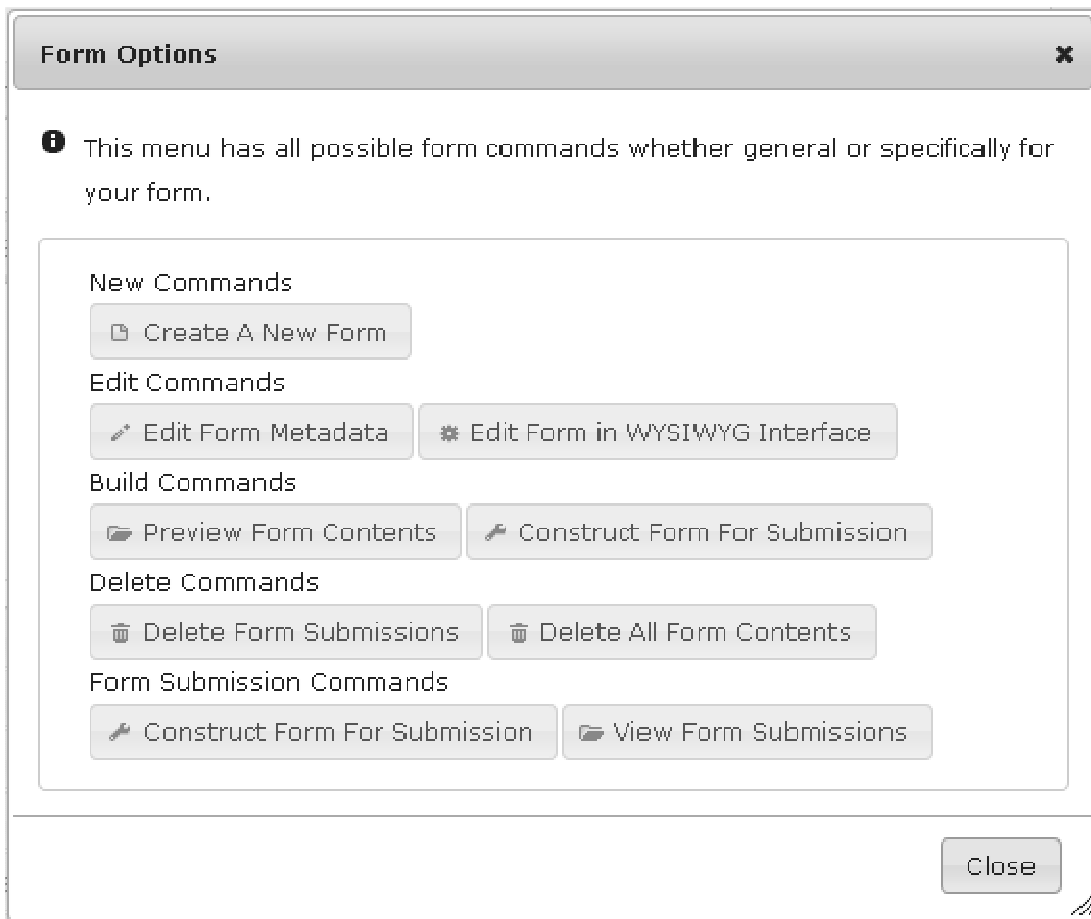 Form Options
This menu has all possible form commands whether general or specifically for
your form.
New Commands
Create A New Form
Edit Commands
Edit Form Metadata Edit Form in WYSIWYG Interface
Build Commands
Preview Form Contents Construct Form For Submission
Delete Commands
Delete Form Submissions Delete All Form Contents
Form Submission Commands
Construct Form For Submission View Form Submissions
Close